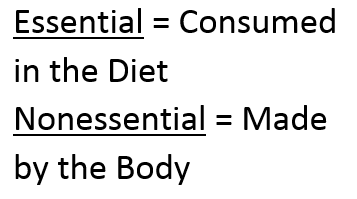 Essential = Consumed
in the Diet
Nonessential = Made
by the Body